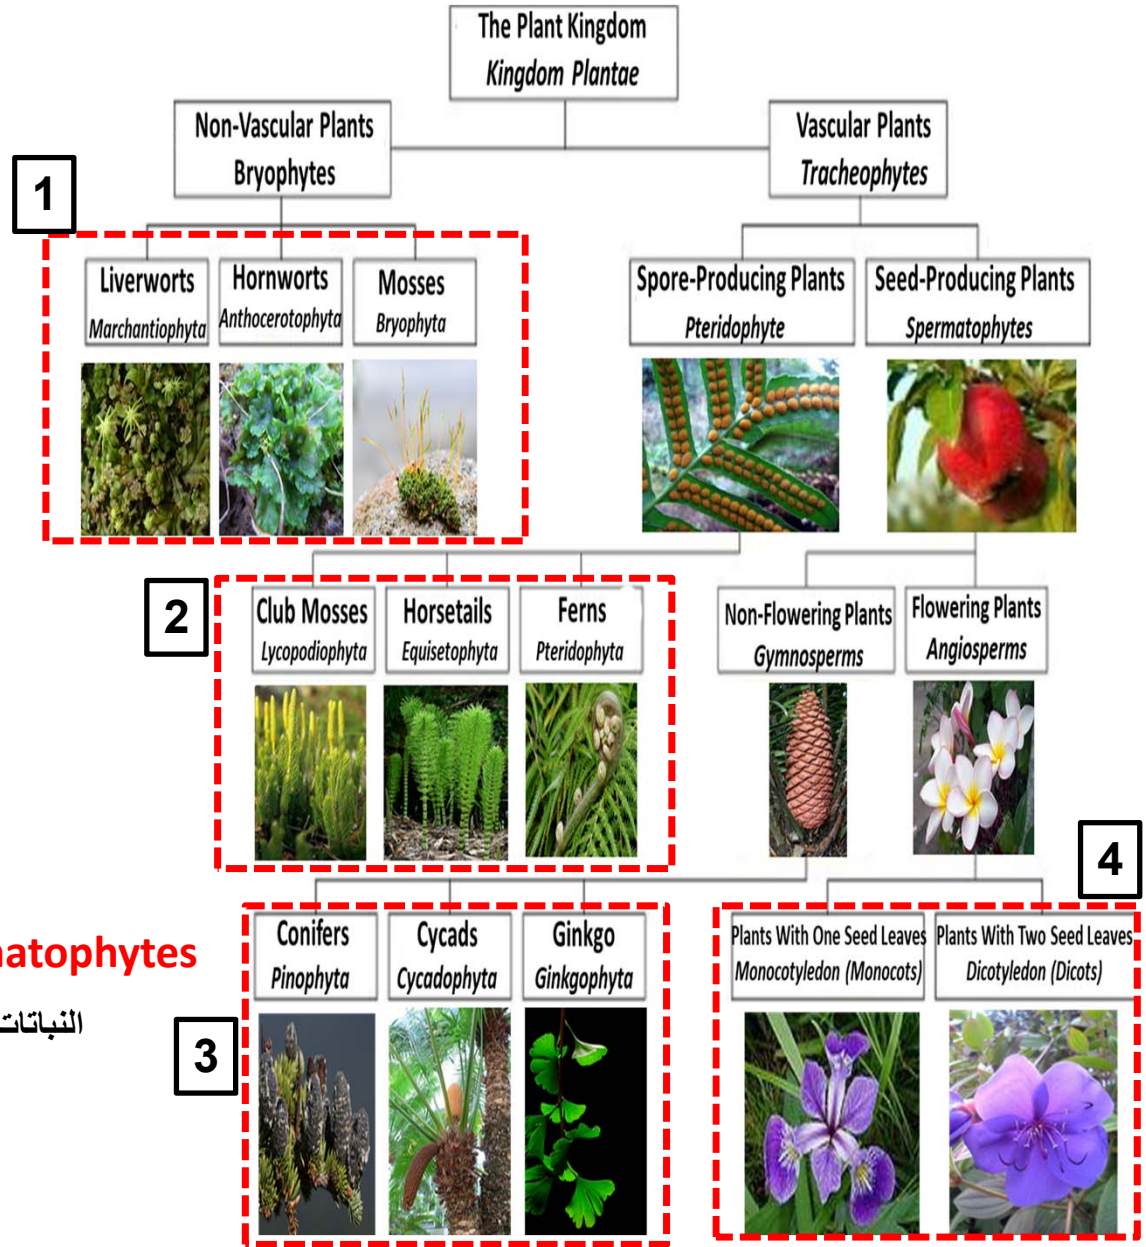 The Plant Kingdom
Kingdom Plantae
Non-Vascular Plants
Bryophytes
Vascular Plants
Tracheophytes
1
Liverworts
Marchantiophyta
Hornworts
Anthocerotophyta
Mosses
Bryophyta
Spore-Producing Plants
Pteridophyte
Seed-Producing Plants
Spermatophytes
2
Club Mosses
Lycopodiophyta
Horsetails
Equisetophyta
Ferns
Pteridophyta
Non-Flowering Plants
Gymnosperms
Flowering Plants
Angiosperms
4
natophytes
النباتات
3
Conifers
Pinophyta
Cycads
Cycadophyta
Ginkgo
Ginkgophyta
Plants With One Seed Leaves
Monocotyledon (Monocots)
Plants With Two Seed Leaves
Dicotyledon (Dicots)